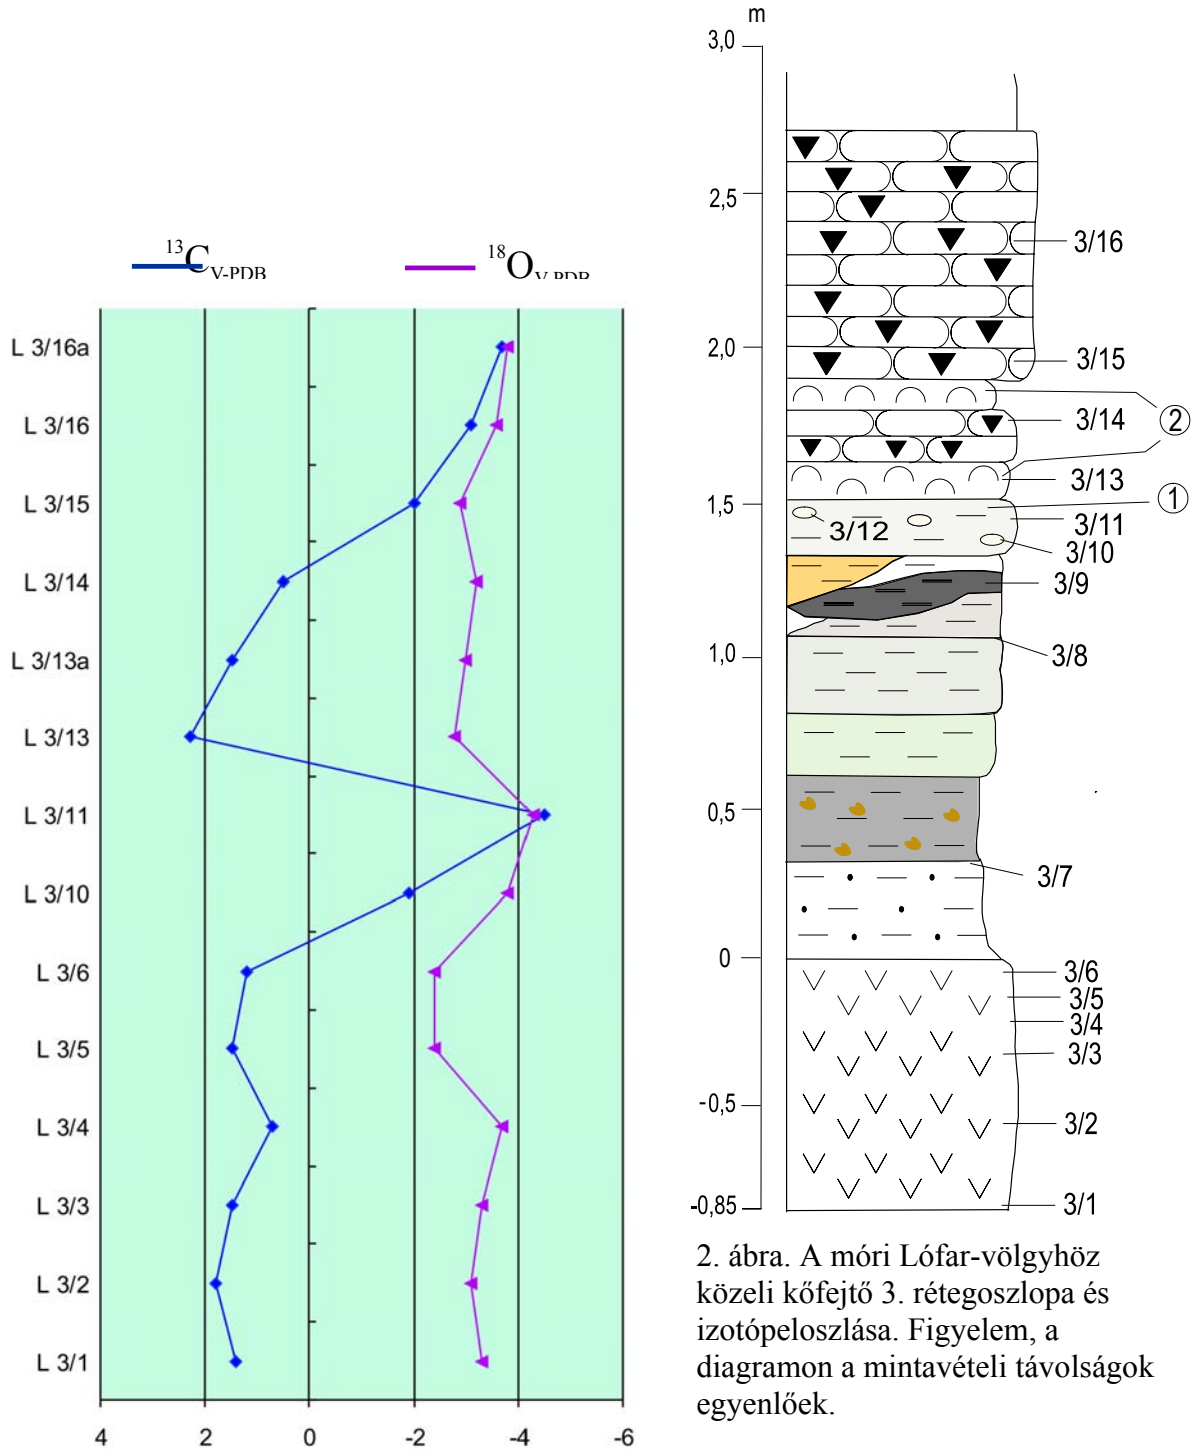 13C V-PDB
18O V-PDB
L 3/16a
L 3/16
L 3/15
L 3/14
L 3/13a
L 3/13
L 3/11
L 3/10
L 3/6
L 3/5
L 3/4
L 3/3
L 3/2
L 3/1
4 2 0 -2 -4 -6
m
3,0
2,5
2,0
1,5
1,0
0,5
0
-0,5
-0,85
3/16
3/15
3/14
2
3/13
1
3/12
3/11
3/10
3/9
3/8
3/7
3/6
3/5
3/4
3/3
3/2
3/1
2. ábra. A móri Lófar-völgyhöz
közeli kőfejtő 3. rétegoszlopa és
izotópeloszlása. Figyelem, a
diagramon a mintavételi távolságok
egyenlőek.